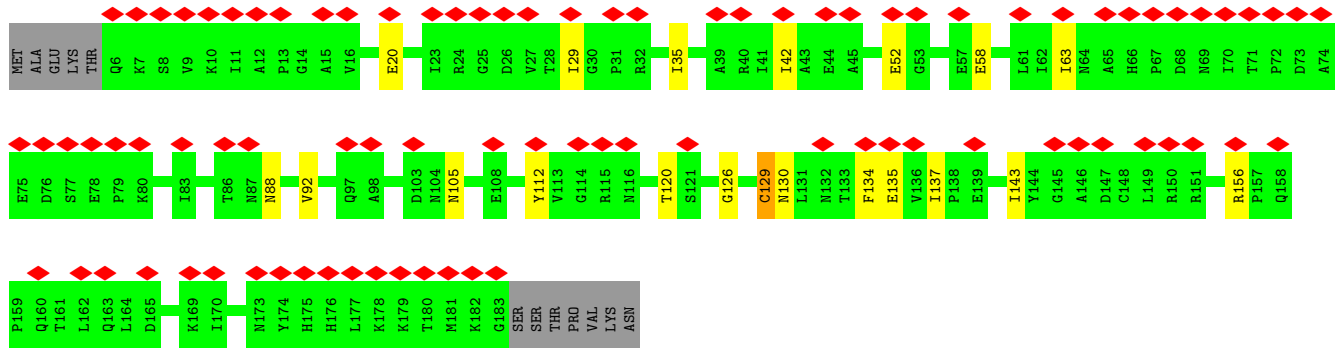 MET ALA GLU LYS THR Q6 K7 S8 V9 K10 I11 A12 P13 G14 A15 V16 E20 I23 R24 G25 D26 V27 T28 I29 G30 P31 R32 I35 A39 R40 I41 I42 A43 E44 A45 E52 G53 E57 E58 L61 I62 I63 N64 A65 H66 P67 D68 N69 I70 T71 P72 D73 A74
E75 D76 S77 E78 P79 K80 I83 T86 N87 N88 V92 Q97 A98 D103 N104 N105 E108 Y112 V113 G114 R115 N116 T120 S121 G126 C129 N130 L131 N132 T133 F134 E135 V136 I137 P138 E139 I143 Y144 G145 A146 D147 C148 L149 R150 R151 R156 P157 Q158
P159 Q160 T161 L162 Q163 L164 D165 K169 I170 N173 Y174 H175 H176 L177 K178 K179 T180 M181 K182 G183 SER SER THR PRO VAL LYS ASN